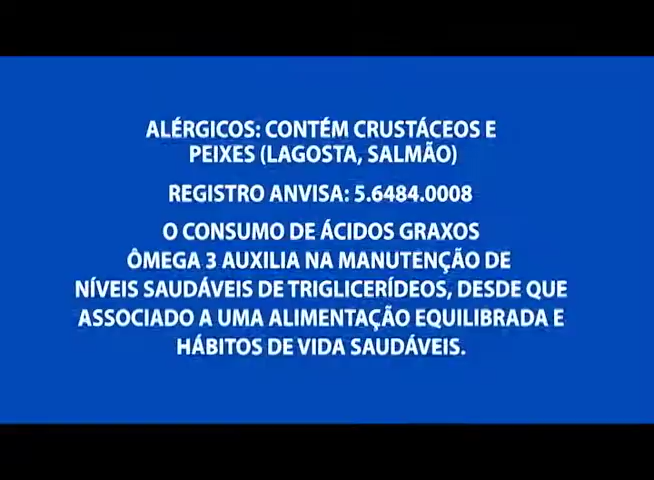 ALÉRGICOS: CONTÉM CRUSTÁCEOS E
PEIXES (LAGOSTA, SALMÃO)
REGISTRO ANVISA: 5.6484.0008
O CONSUMO DE ÁCIDOS GRAXOS
ÔMEGA 3 AUXILIA NA MANUTENÇÃO DE
NÍVEIS SAUDÁVEIS DE TRIGLICERÍDEOS, DESDE QUE
ASSOCIADO A UMA ALIMENTAÇÃO EQUILIBRADA E
HÁBITOS DE VIDA SAUDÁVEIS.